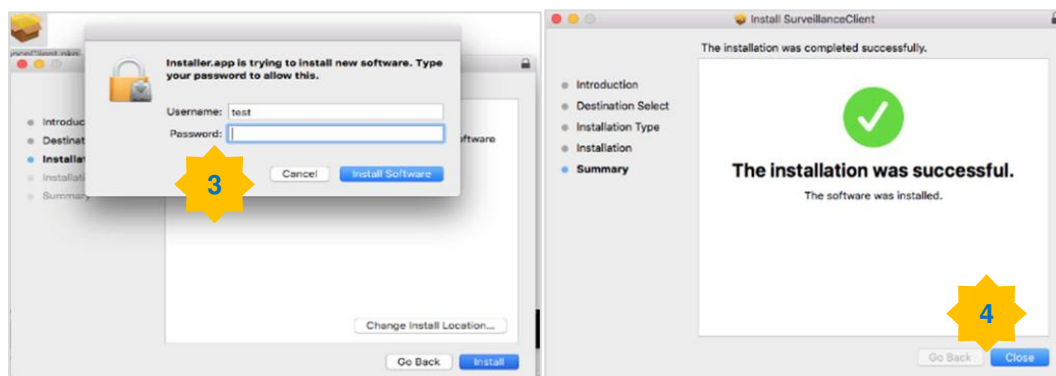 Installer.app is trying to install new software. Type
your password to allow this.
Username: test
Password:
Introduc
Destinat
Installat
Installati
Summary
ftware
3
Cancel
Install Software
Change Install Location...
Go Back
Install
Install SurveillanceClient
The installation was completed successfully.
Introduction
Destination Select
Installation Type
Installation
Summary
The installation was successful.
The software was installed.
4
Go Back
Close